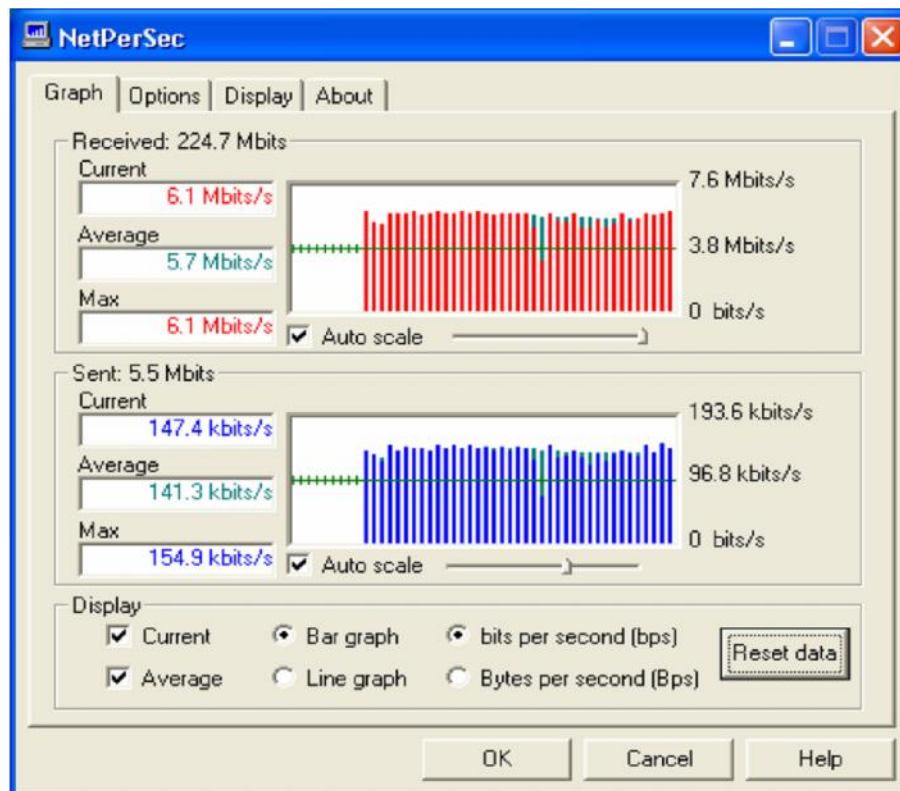 NetPerSec
Graph Options Display About
Received: 224.7 Mbits
Current
6.1 Mbits/s
Average
5.7 Mbits/s
Max
6.1 Mbits/s
7.6 Mbits/s
3.8 Mbits/s
0 bits/s
Auto scale
Sent: 5.5 Mbits
Current
147.4 kbits/s
Average
141.3 kbits/s
Max
154.9 kbits/s
193.6 kbits/s
96.8 kbits/s
0 bits/s
Auto scale
Display
Current Bar graph bits per second (bps)
Average Line graph Bytes per second (Bps)
Reset data
OK Cancel Help